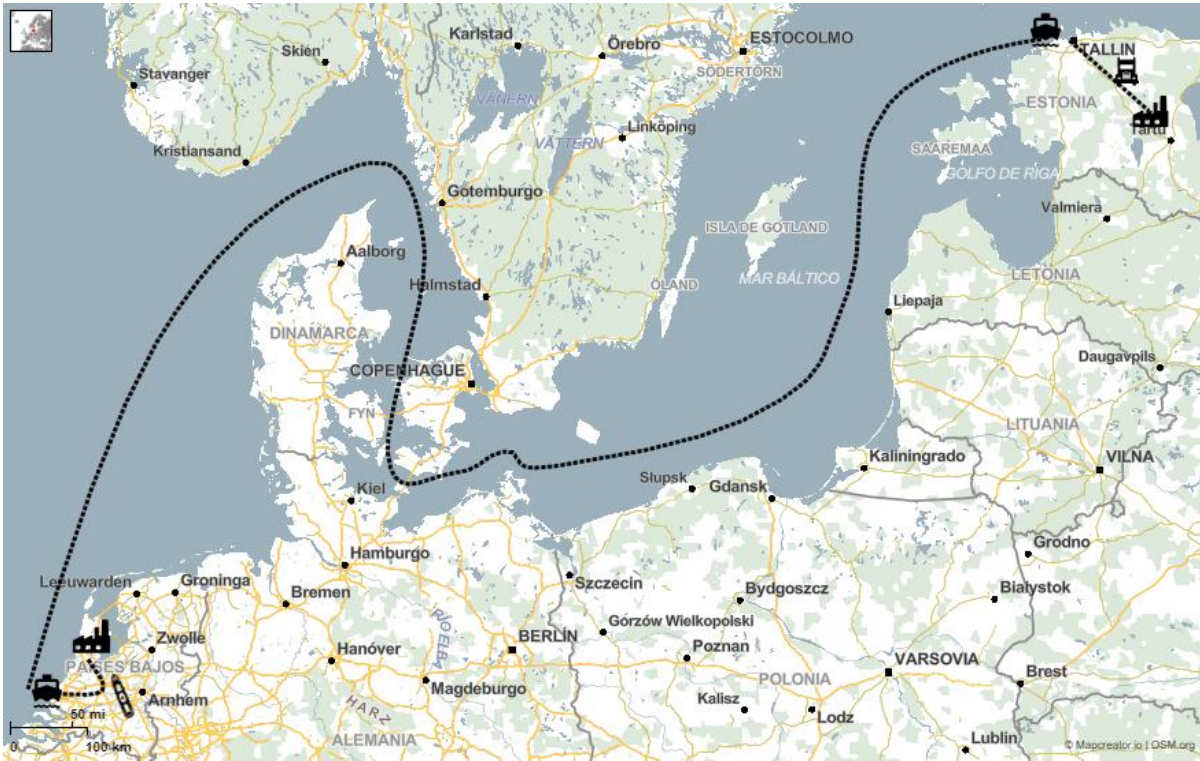 Karlstad
Örebro
ESTOCOLMO
Skien
SÖDERTÖRN
TALLIN
Stavanger
VÄNERN
ESTONIA
Linköping
Tartu
VÄTTERN
SAAREMAA
Kristiansand
GOLFO DE RIGA
Gotemburgo
Valmiera
ISLA DE GOTLAND
Aalborg
LETONIA
MAR BÁLTICO
Halmstad
ÖLAND
Liepaja
DINAMARCA
Daugavpils
COPENHAGUE
FYN
LITUANIA
Kaliningrado
VILNA
Słupsk
Gdansk
Kiel
Hamburgo
Grodno
Leeuwarden
Groninga
Szczecin
Bialystok
Bremen
Bydgoszcz
RÍO ELBA
Górzów Wielkopolski
Zwolle
BERLÍN
Hanóver
Poznan
VARSOVIA
PAÍSES BAJOS
POLONIA
Brest
Magdeburgo
Arnhem
HARZ
Kalisz
Lodz
50 mi
ALEMANIA
0 100 km
Lublin
© Mapcreator.io | OSM.org